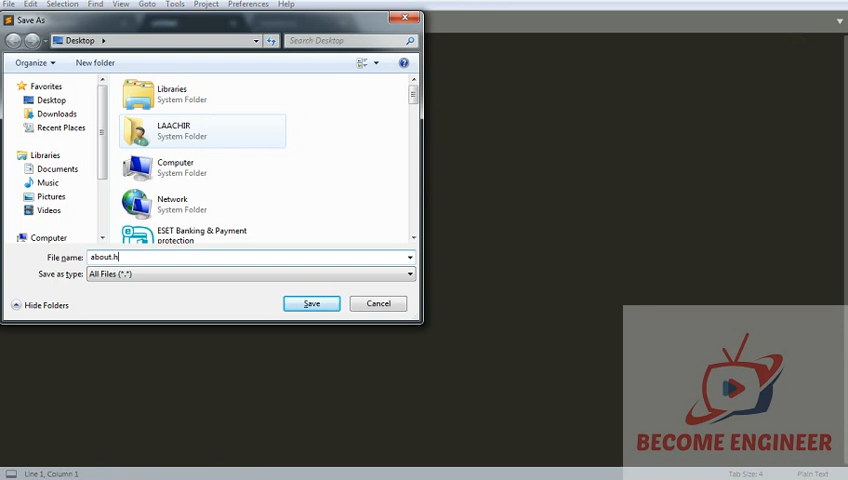 File Edit Selection Find View Goto Tools Project Preferences Help
Save As
untitled
Desktop
Search Desktop
Organize
New folder
Favorites
Desktop
Downloads
Recent Places
Libraries
Documents
Music
Pictures
Videos
Computer
Libraries
System Folder
LAACHIR
System Folder
Computer
System Folder
Network
System Folder
ESET Banking & Payment
protection
File name: about.h
Save as type: All Files (*.*)
Hide Folders
Save
Cancel
BECOME ENGINEER
Line 1, Column 1
Tab Size: 4
Plain Text